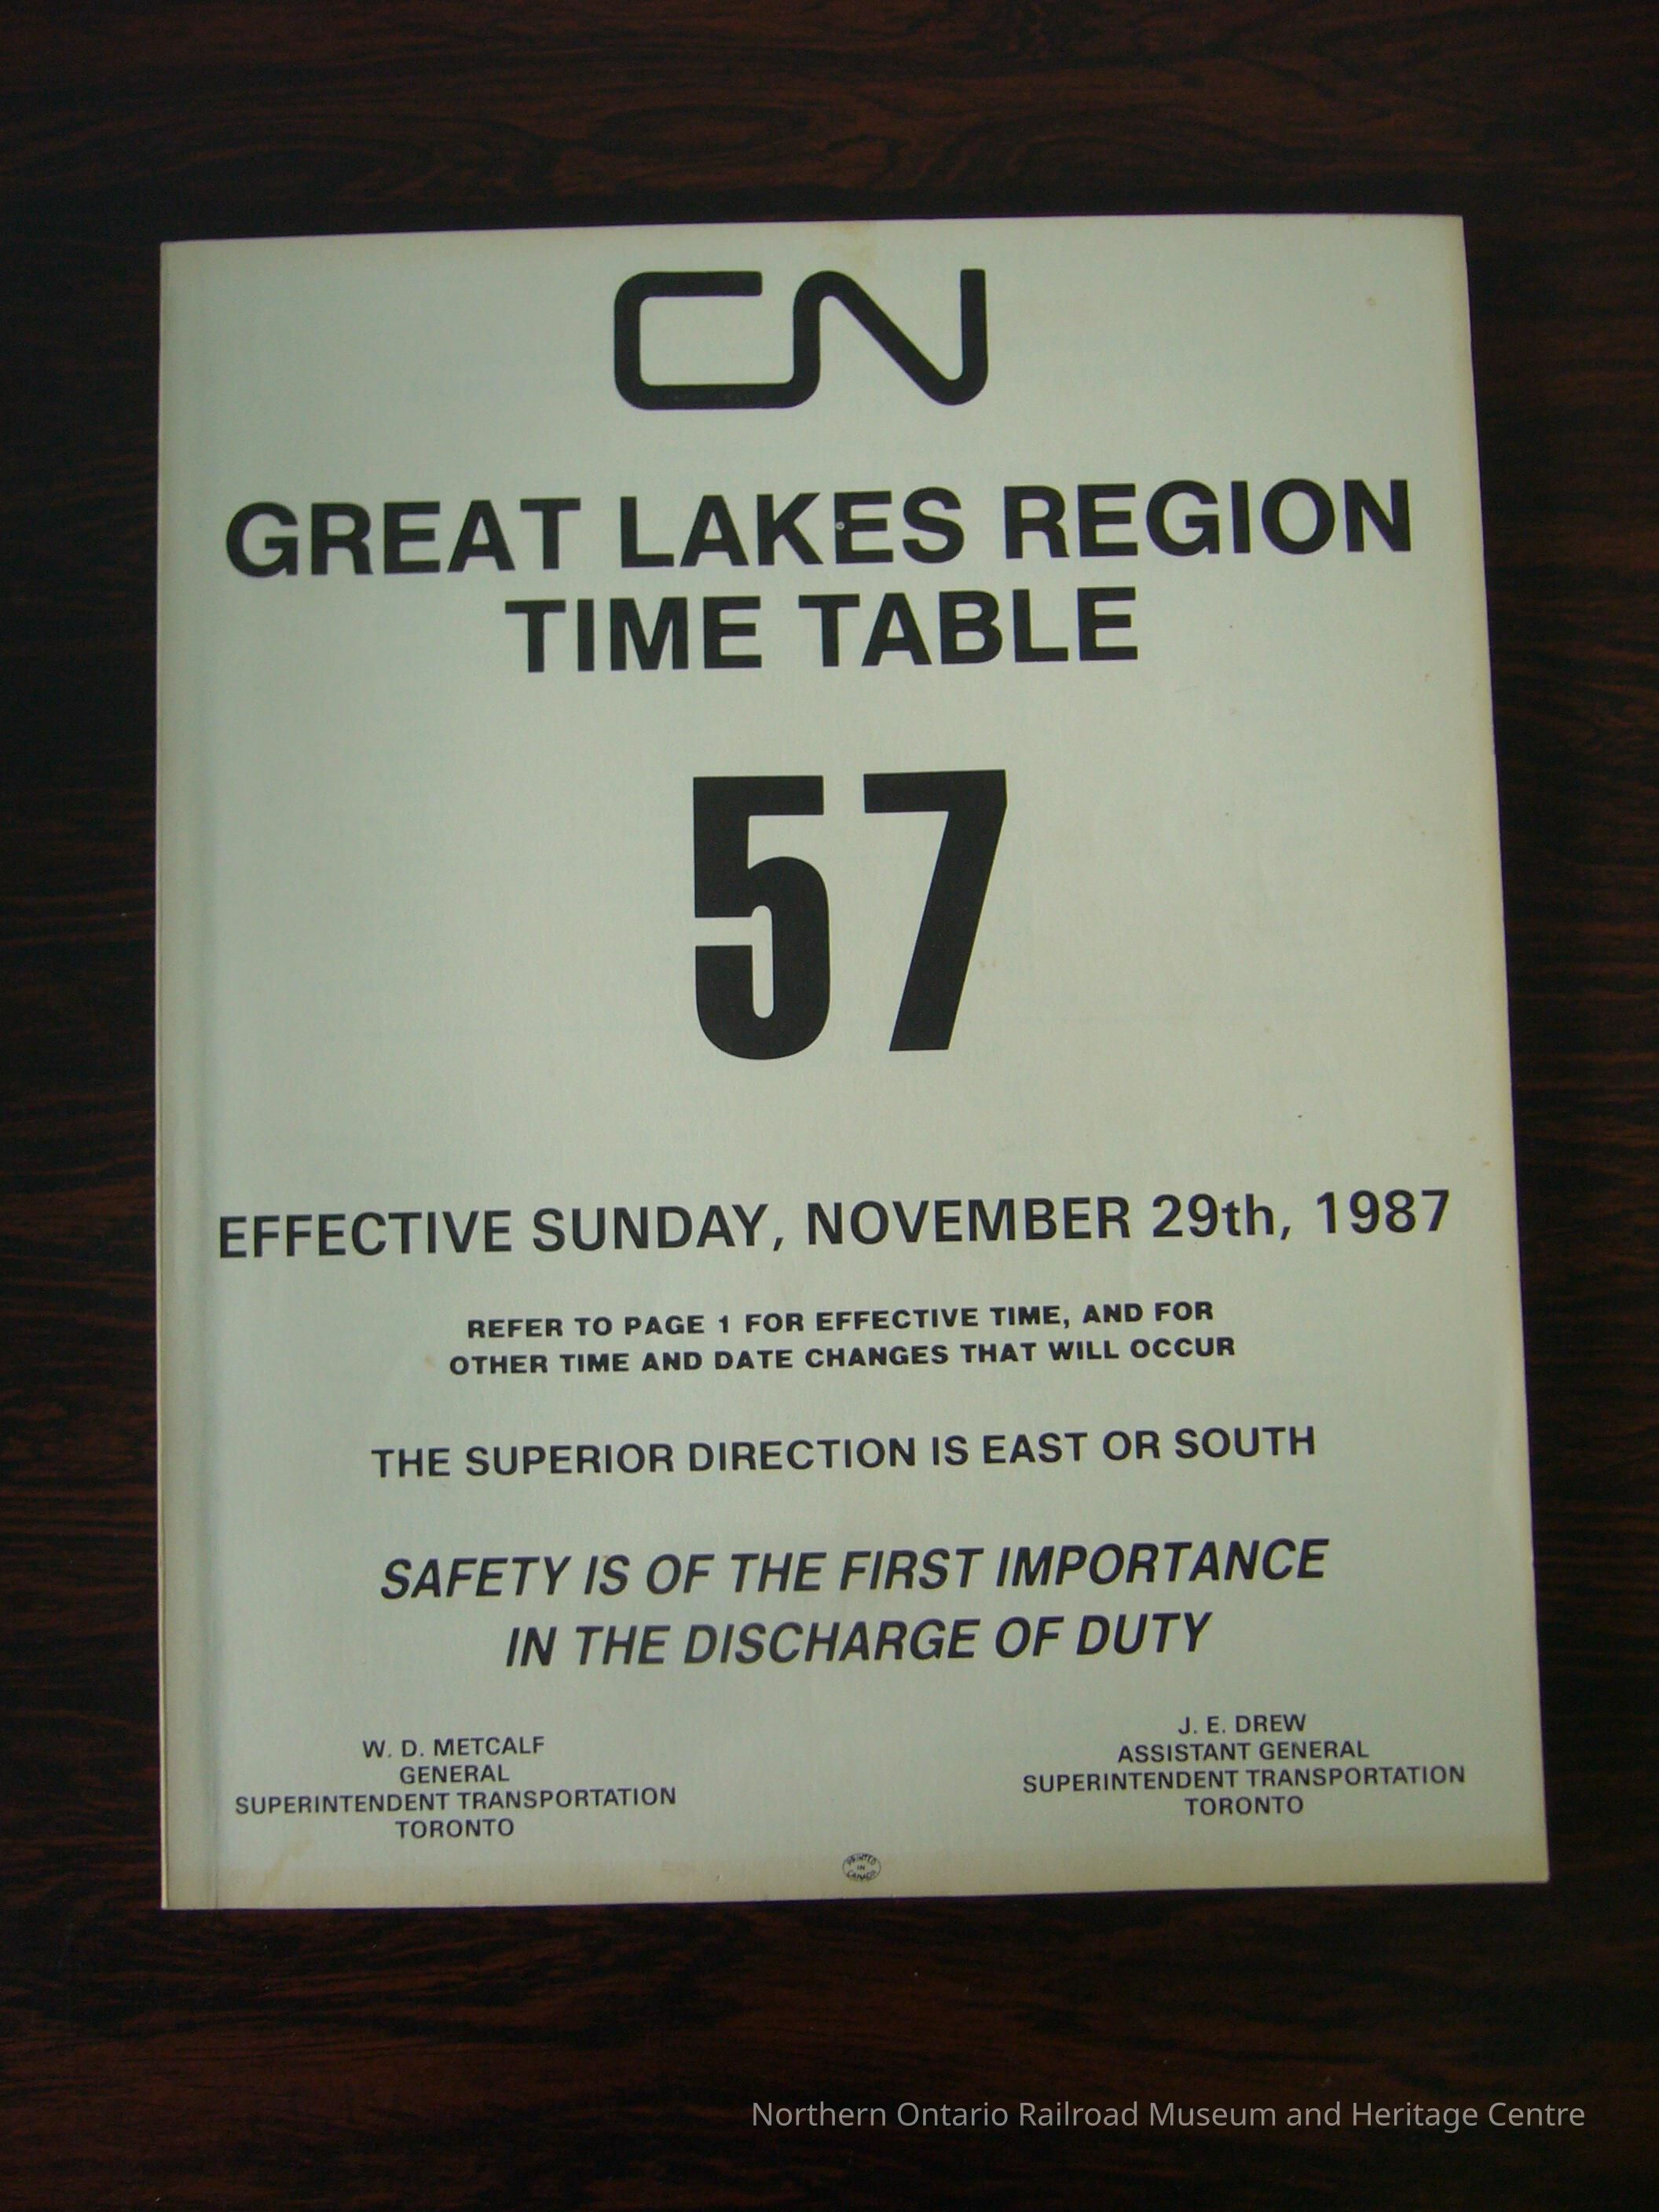 CN
GREAT LAKES REGION
TIME TABLE
57
EFFECTIVE SUNDAY, NOVEMBER 29th, 1987
REFER TO PAGE 1 FOR EFFECTIVE TIME, AND FOR
OTHER TIME AND DATE CHANGES THAT WILL OCCUR
THE SUPERIOR DIRECTION IS EAST OR SOUTH
SAFETY IS OF THE FIRST IMPORTANCE
IN THE DISCHARGE OF DUTY
W. D. METCALF
GENERAL
SUPERINTENDENT TRANSPORTATION
TORONTO
J. E. DREW
ASSISTANT GENERAL
SUPERINTENDENT TRANSPORTATION
TORONTO
PRINTED
IN
CANADA
Northern Ontario Railroad Museum and Heritage Centre